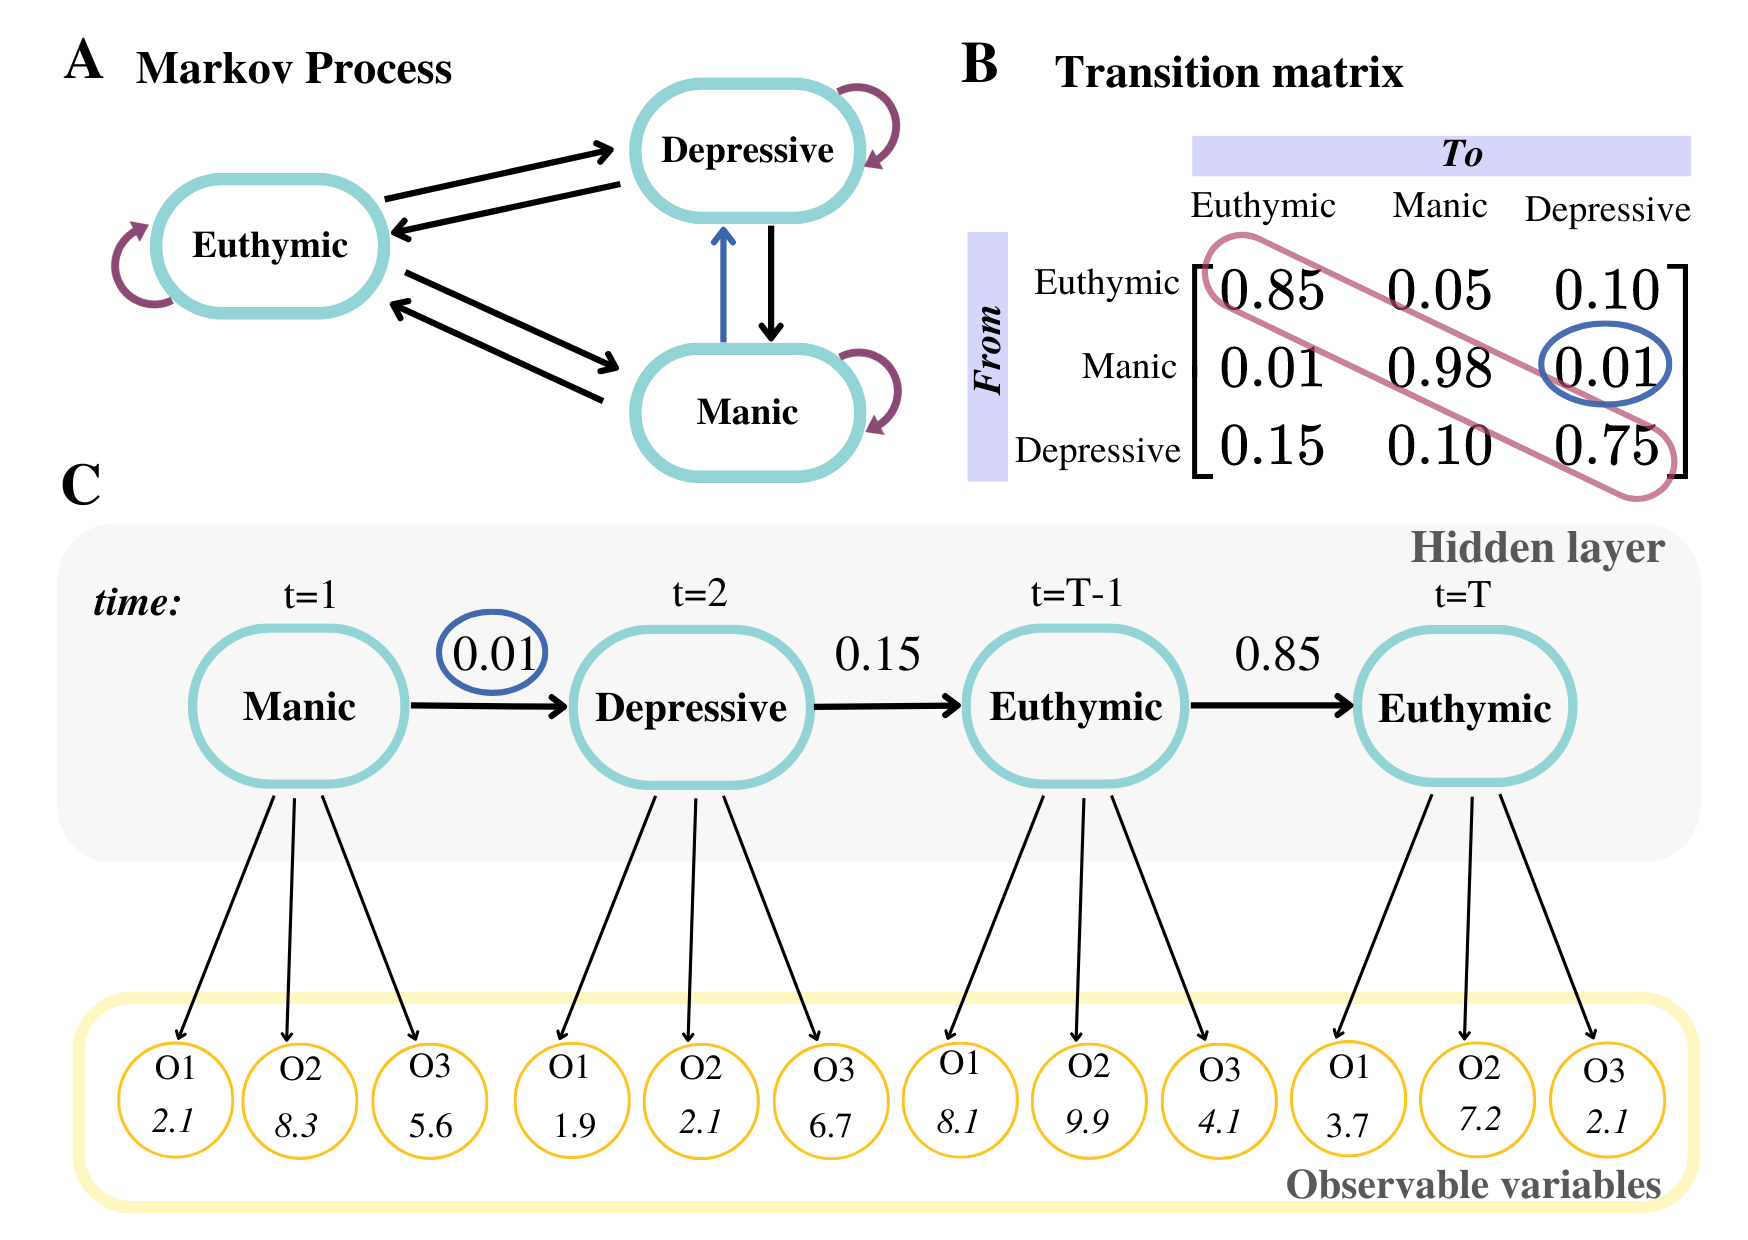 A Markov Process
Depressive
Euthymic
Manic
B Transition matrix
To
Euthymic Manic Depressive
From
Euthymic 0.85 0.05 0.10
Manic 0.01 0.98 0.01
Depressive 0.15 0.10 0.75
C
Hidden layer
time: t=1 t=2 t=T-1 t=T
0.01 0.15 0.85
Manic Depressive Euthymic Euthymic
O1 O2 O3 O1 O2 O3 O1 O2 O3 O1 O2 O3
2.1 8.3 5.6 1.9 2.1 6.7 8.1 9.9 4.1 3.7 7.2 2.1
Observable variables